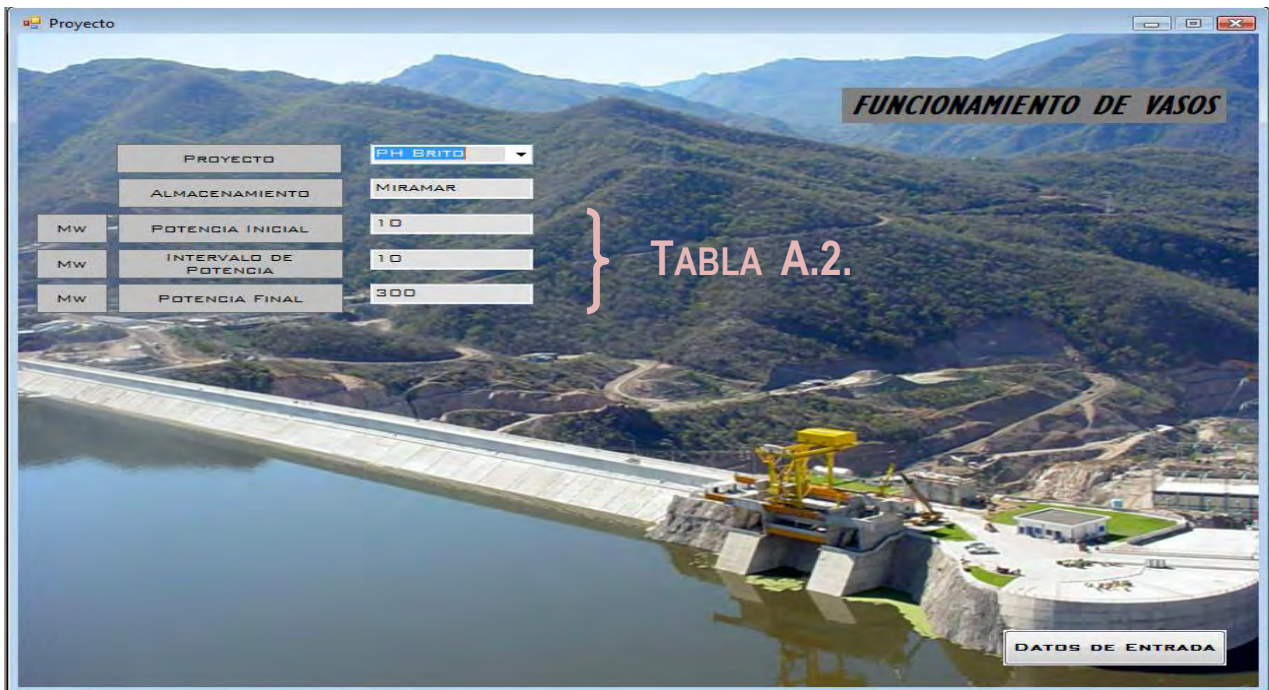 Proyecto
FUNCIONAMIENTO DE VASOS
PROYECTO PH BRITO
ALMACENAMIENTO MIRAMAR
MW POTENCIA INICIAL 10
MW INTERVALO DE
POTENCIA 10
MW POTENCIA FINAL 300
TABLA A.2.
DATOS DE ENTRADA